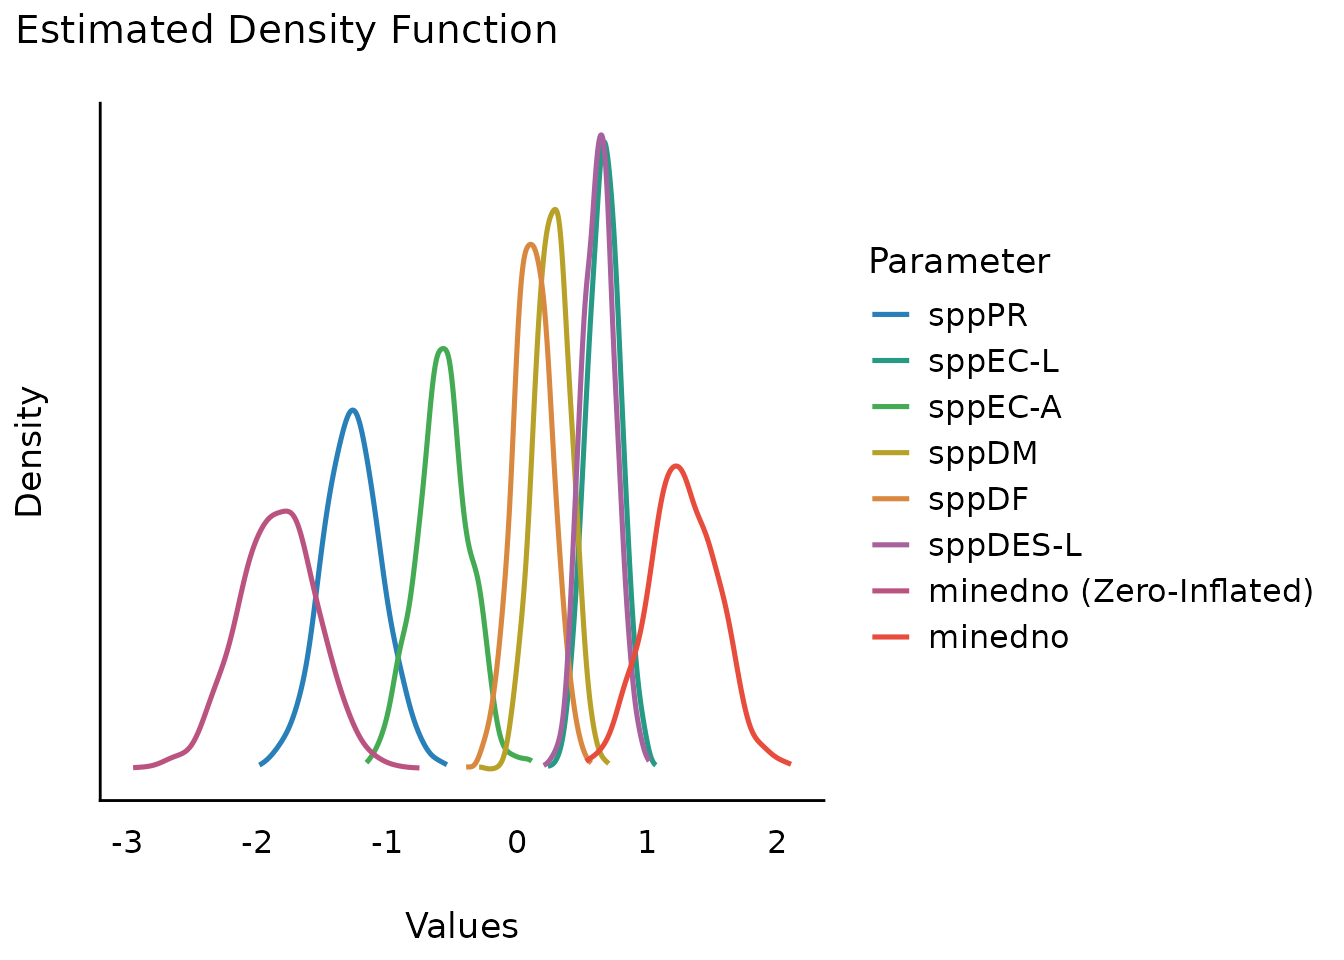 Estimated Density Function
Density
-3 -2 -1 0 1 2
Values
Parameter
sppPR
sppEC-L
sppEC-A
sppDM
sppDF
sppDES-L
minedno (Zero-Inflated)
minedno